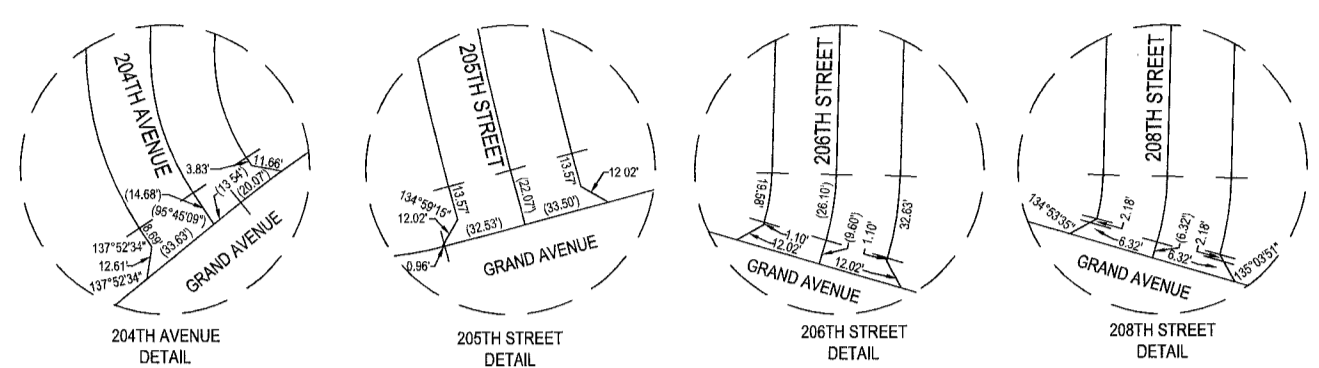 204TH AVENUE
3.83'
11.66'
(13.54')
(20.07')
(14.68')
(95°45'09")
8.69'
(33.63')
137°52'34"
12.61'
137°52'34"
GRAND AVENUE
204TH AVENUE
DETAIL
205TH STREET
13.57'
12 02'
134°59'15"
13.57'
(22.07')
12.02'
(32.53')
(33.50')
0.96'
GRAND AVENUE
205TH STREET
DETAIL
206TH STREET
19.58'
(26.10')
32.63'
1.10'
12.02'
(9.60')
1.10'
12.02'
GRAND AVENUE
206TH STREET
DETAIL
208TH STREET
134°53'35"
2.18'
6.32'
(6.32')
2.18'
6.32'
135°03'51"
GRAND AVENUE
208TH STREET
DETAIL